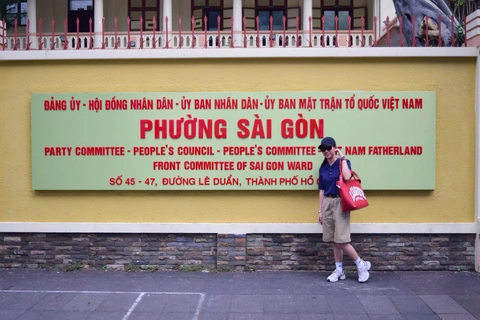 ĐẢNG ỦY - HỘI ĐỒNG NHÂN DÂN - ỦY BAN NHÂN DÂN - ỦY BAN MẶT TRẬN TỔ QUỐC VIỆT NAM
PHƯỜNG SÀI GÒN
PARTY COMMITTEE - PEOPLE'S COUNCIL - PEOPLE'S COMMITTEE - NAM FATHERLAND
FRONT COMMITTEE OF SAI GON WARD
SỐ 45 - 47, ĐƯỜNG LÊ DUẨN, THÀNH PHỐ HỒ